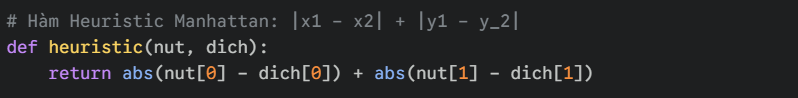 # Hàm Heuristic Manhattan: |x1 - x2| + |y1 - y_2|
def heuristic(nut, dich):
    return abs(nut[0] - dich[0]) + abs(nut[1] - dich[1])